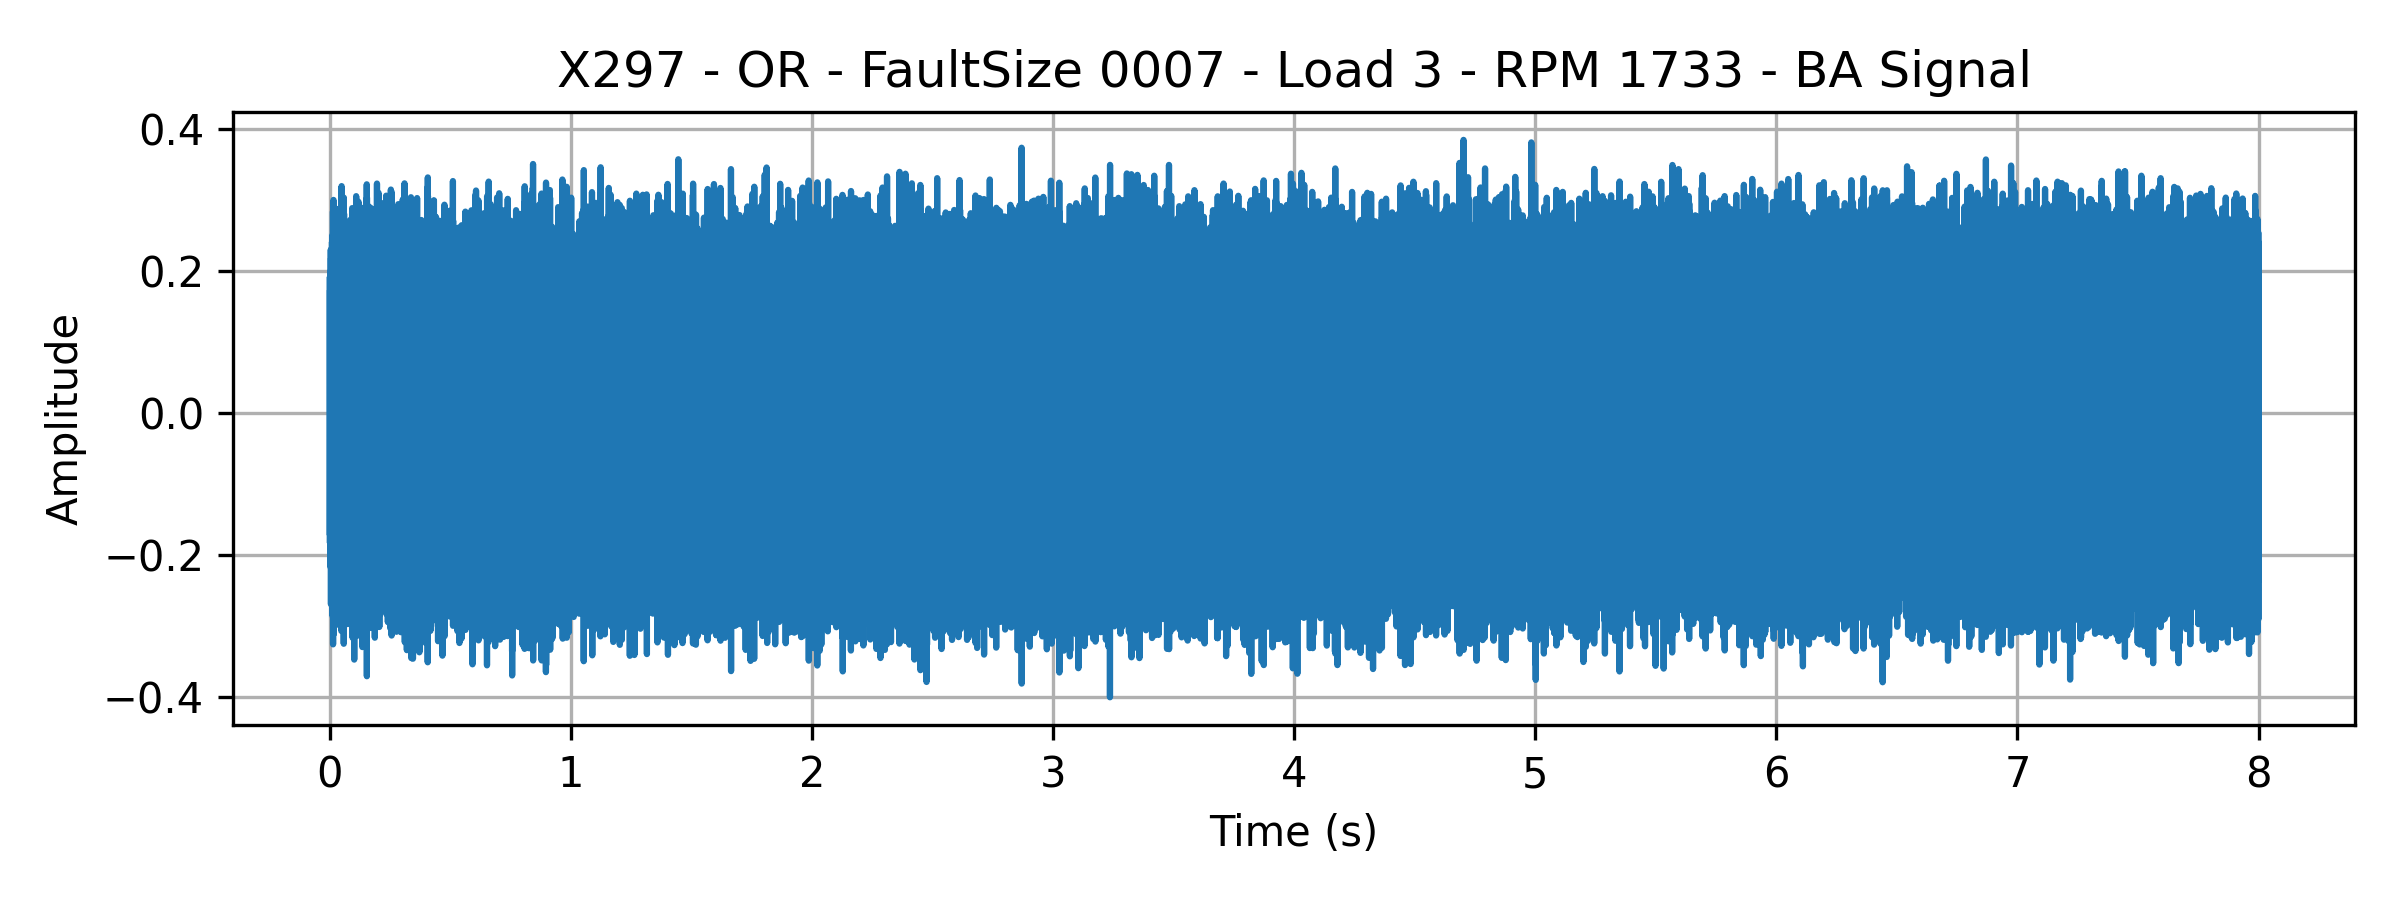 X297 - OR - FaultSize 0007 - Load 3 - RPM 1733 - BA Signal
0.4
0.2
0.0
−0.2
−0.4
Amplitude
0 1 2 3 4 5 6 7 8
Time (s)